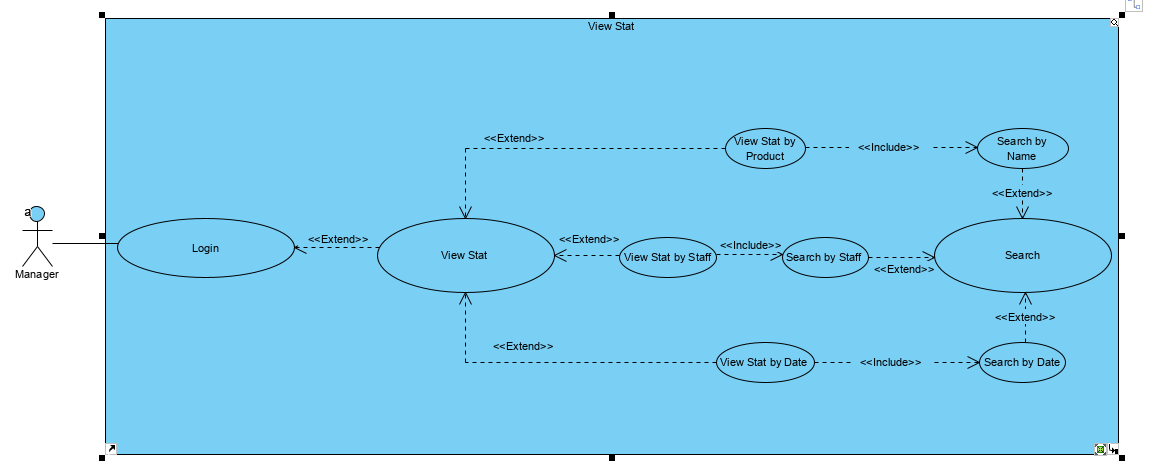 View Stat
<<Extend>>
View Stat by
Product
<<Include>>
Search by
Name
<<Extend>>
a
Manager
Login
<<Extend>>
View Stat
<<Extend>>
View Stat by Staff
<<Include>>
Search by Staff
<<Extend>>
Search
<<Extend>>
<<Extend>>
View Stat by Date
<<Include>>
Search by Date